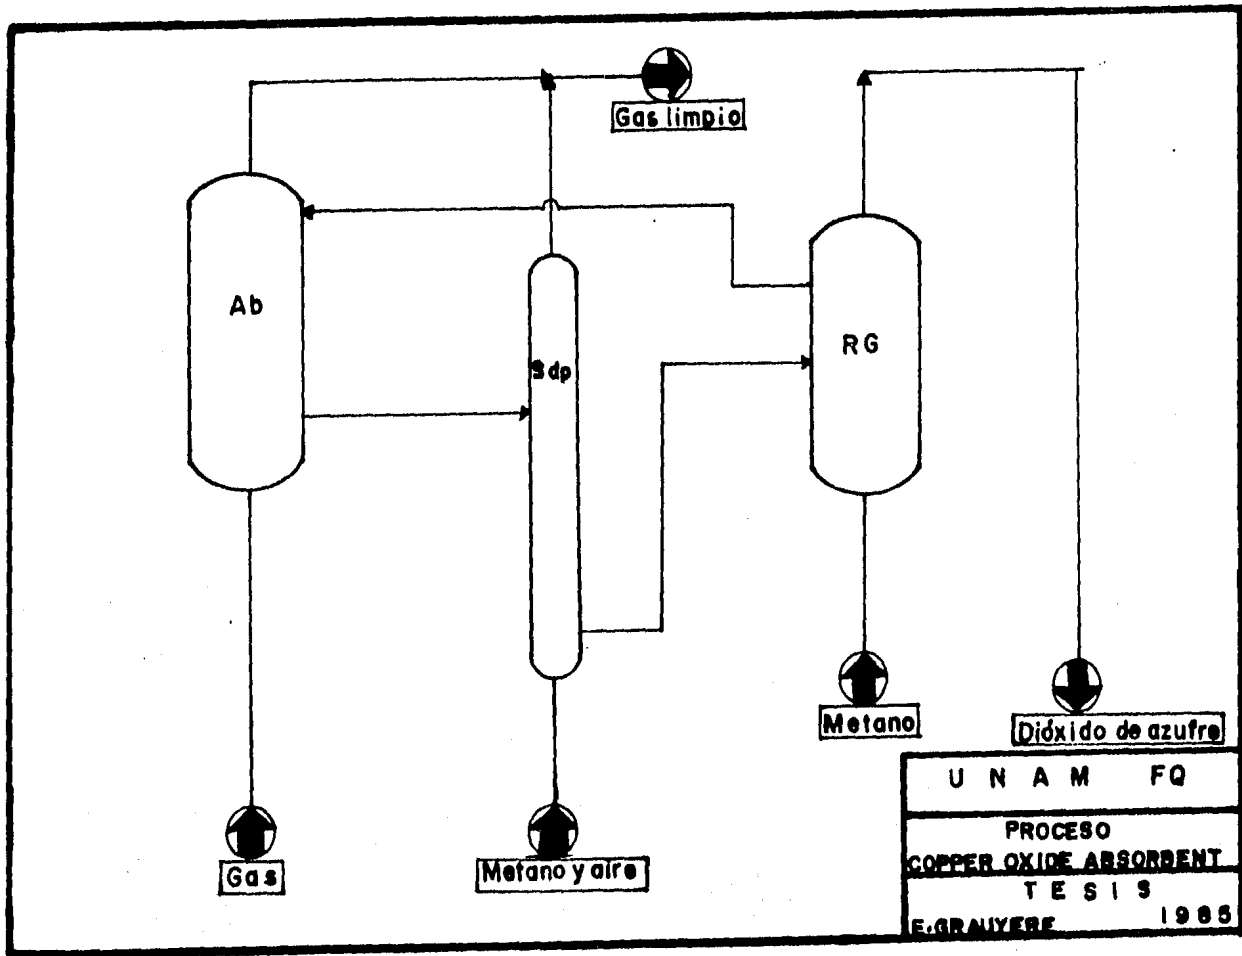 Gas limpio
Ab
Sdp
RG
Metano
Dióxido de azufre
Gas
Metano y aire
U N A M FQ
PROCESO
COPPER OXIDE ABSORBENT
T E S I S
E. GRAUYERE 1985